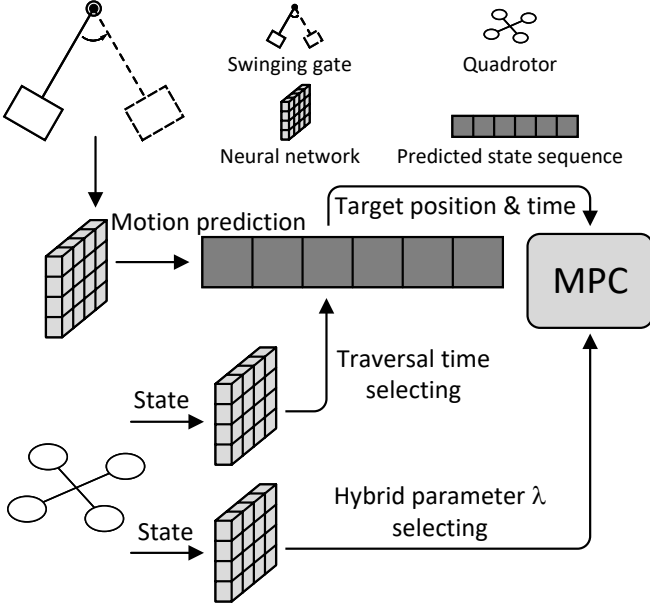 Swinging gate
Quadrotor
Neural network
Predicted state sequence
Target position & time
Motion prediction
MPC
Traversal time
selecting
State
Hybrid parameter λ
selecting
State